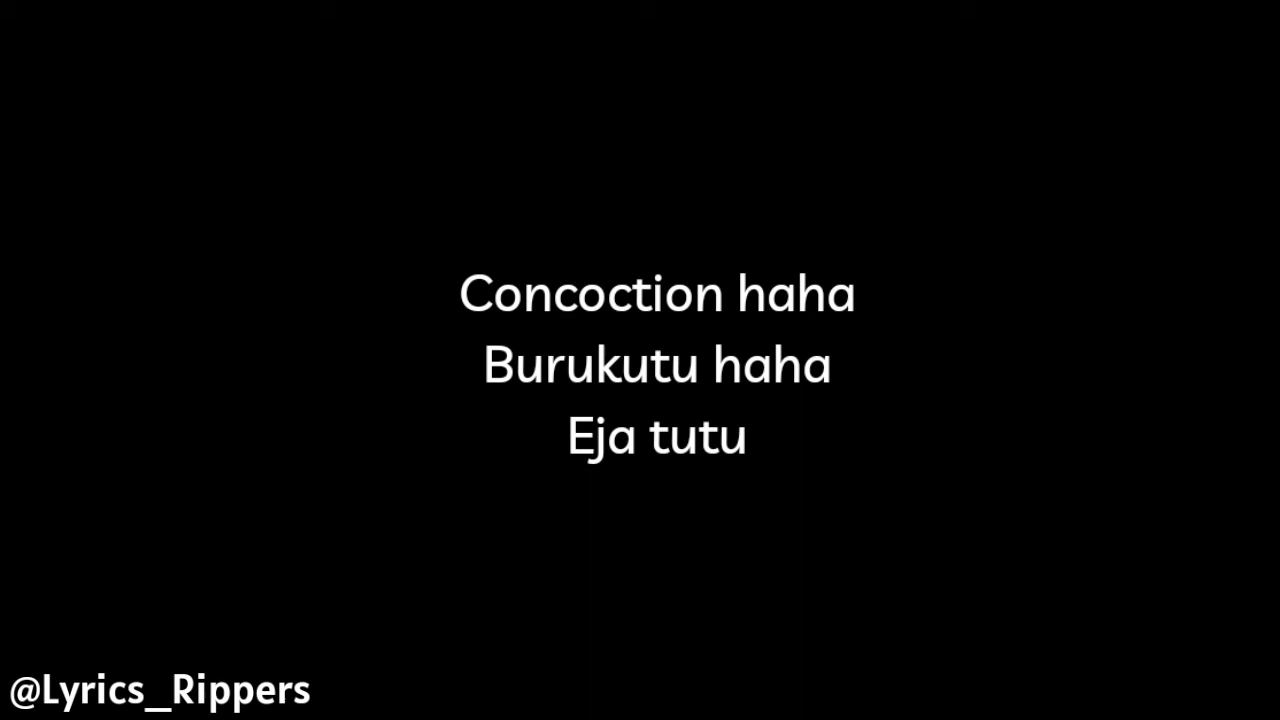 Concoction haha
Burukutu haha
Eja tutu
@Lyrics_Rippers